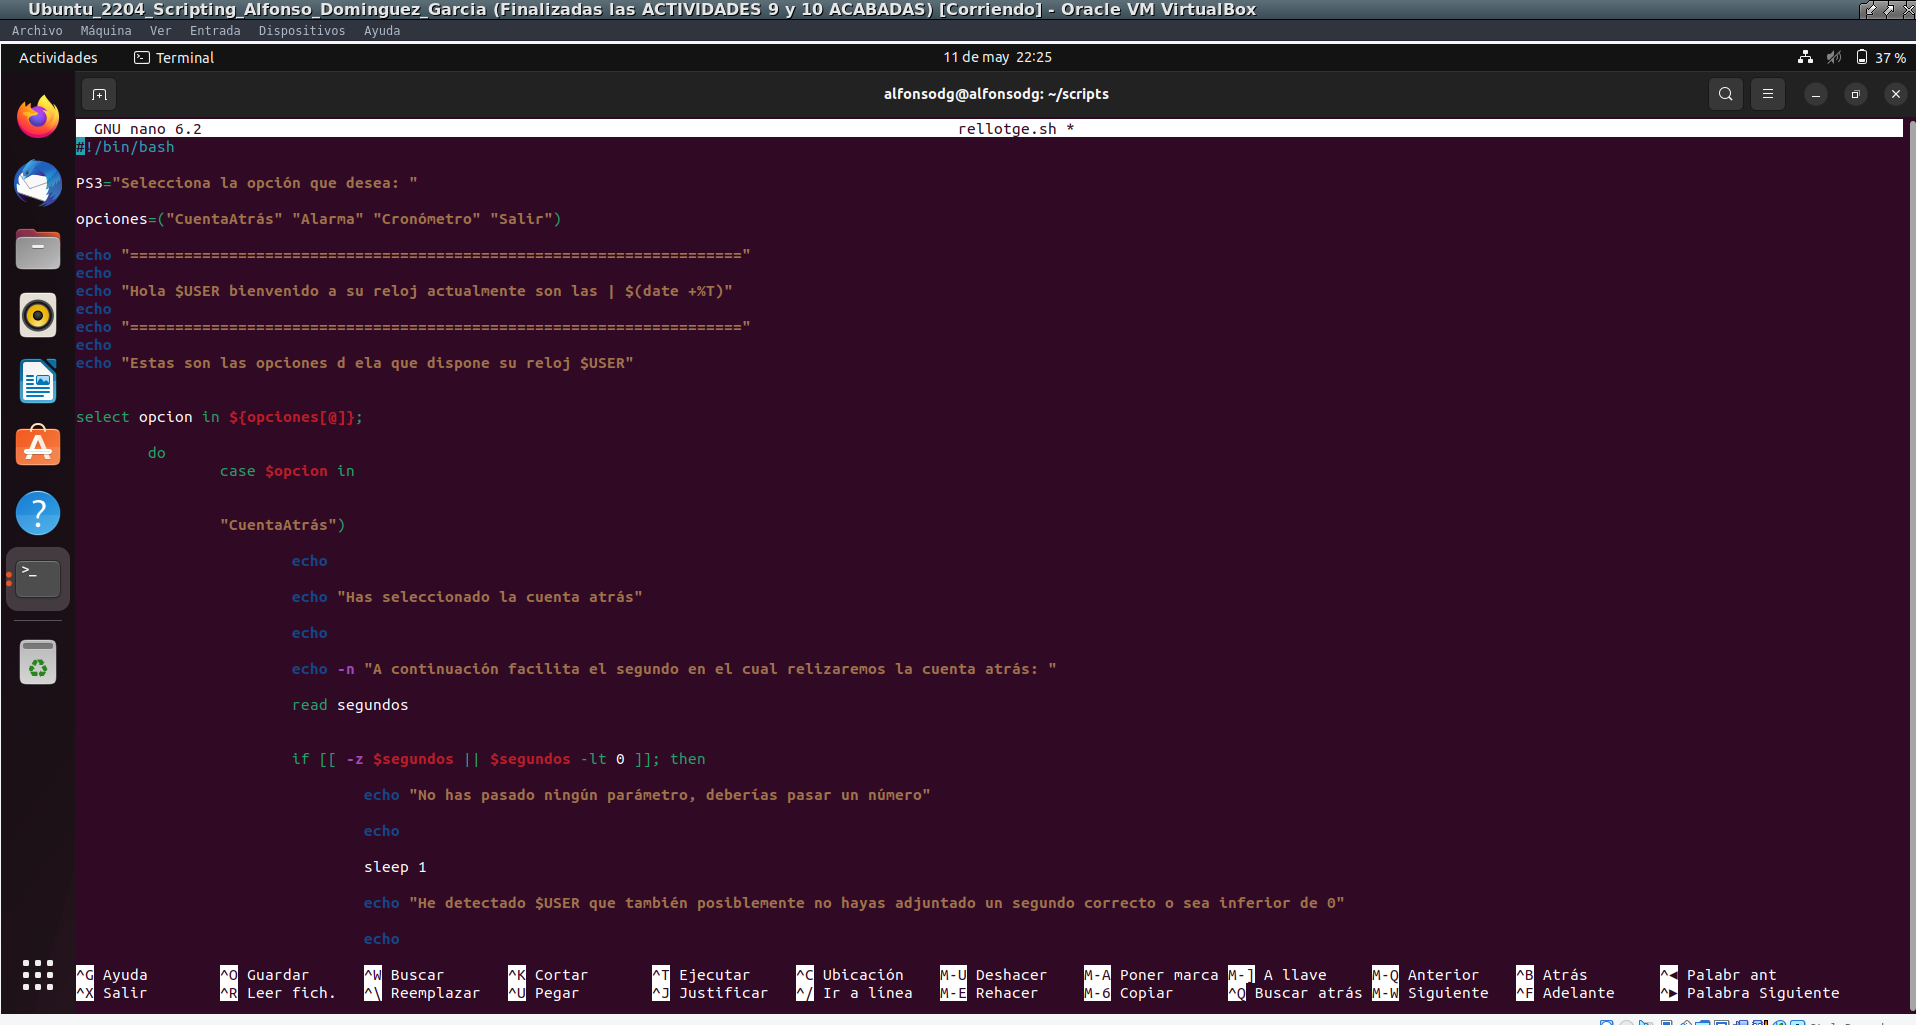 Ubuntu_2204_Scripting_Alfonso_Dominguez_Garcia (Finalizadas las ACTIVIDADES 9 y 10 ACABADAS) [Corriendo] - Oracle VM VirtualBox
Archivo Máquina Ver Entrada Dispositivos Ayuda
Actividades Terminal 11 de may 22:25 37 %
alfonsodg@alfonsodg: ~/scripts
GNU nano 6.2 rellotge.sh *
#!/bin/bash
PS3="Selecciona la opción que desea: "
opciones=("CuentaAtrás" "Alarma" "Cronómetro" "Salir")
echo "===================================================================="
echo
echo "Hola $USER bienvenido a su reloj actualmente son las | $(date +%T)"
echo
echo "===================================================================="
echo
echo "Estas son las opciones d ela que dispone su reloj $USER"
select opcion in ${opciones[@]};
do
case $opcion in
"CuentaAtrás")
echo
echo "Has seleccionado la cuenta atrás"
echo
echo -n "A continuación facilita el segundo en el cual relizaremos la cuenta atrás: "
read segundos
if [[ -z $segundos || $segundos -lt 0 ]]; then
echo "No has pasado ningún parámetro, deberías pasar un número"
echo
sleep 1
echo "He detectado $USER que también posiblemente no hayas adjuntado un segundo correcto o sea inferior de 0"
echo
^G Ayuda ^O Guardar ^W Buscar ^K Cortar ^T Ejecutar ^C Ubicación M-U Deshacer M-A Poner marca M-] A llave M-Q Anterior ^B Atrás ^◄ Palabr ant
^X Salir ^R Leer fich. ^\ Reemplazar ^U Pegar ^J Justificar ^/ Ir a línea M-E Rehacer M-6 Copiar ^Q Buscar atrás M-W Siguiente ^F Adelante ^► Palabra Siguiente